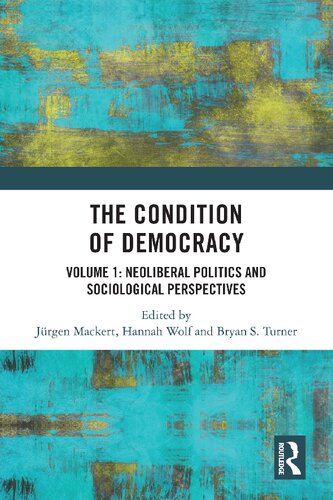 THE CONDITION
OF DEMOCRACY
VOLUME 1: NEOLIBERAL POLITICS AND
SOCIOLOGICAL PERSPECTIVES
Edited by
Jürgen Mackert, Hannah Wolf and Bryan S. Turner
ROUTLEDGE